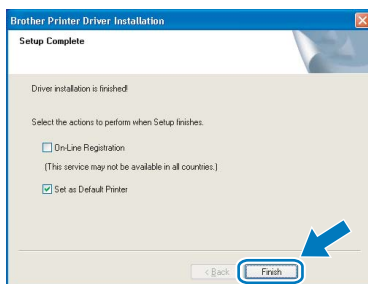 Brother Printer Driver Installation
Setup Complete
Driver installation is finished!
Select the actions to perform when Setup finishes.
On-Line Registration
(This service may not be available in all countries.)
Set as Default Printer
< Back
Finish